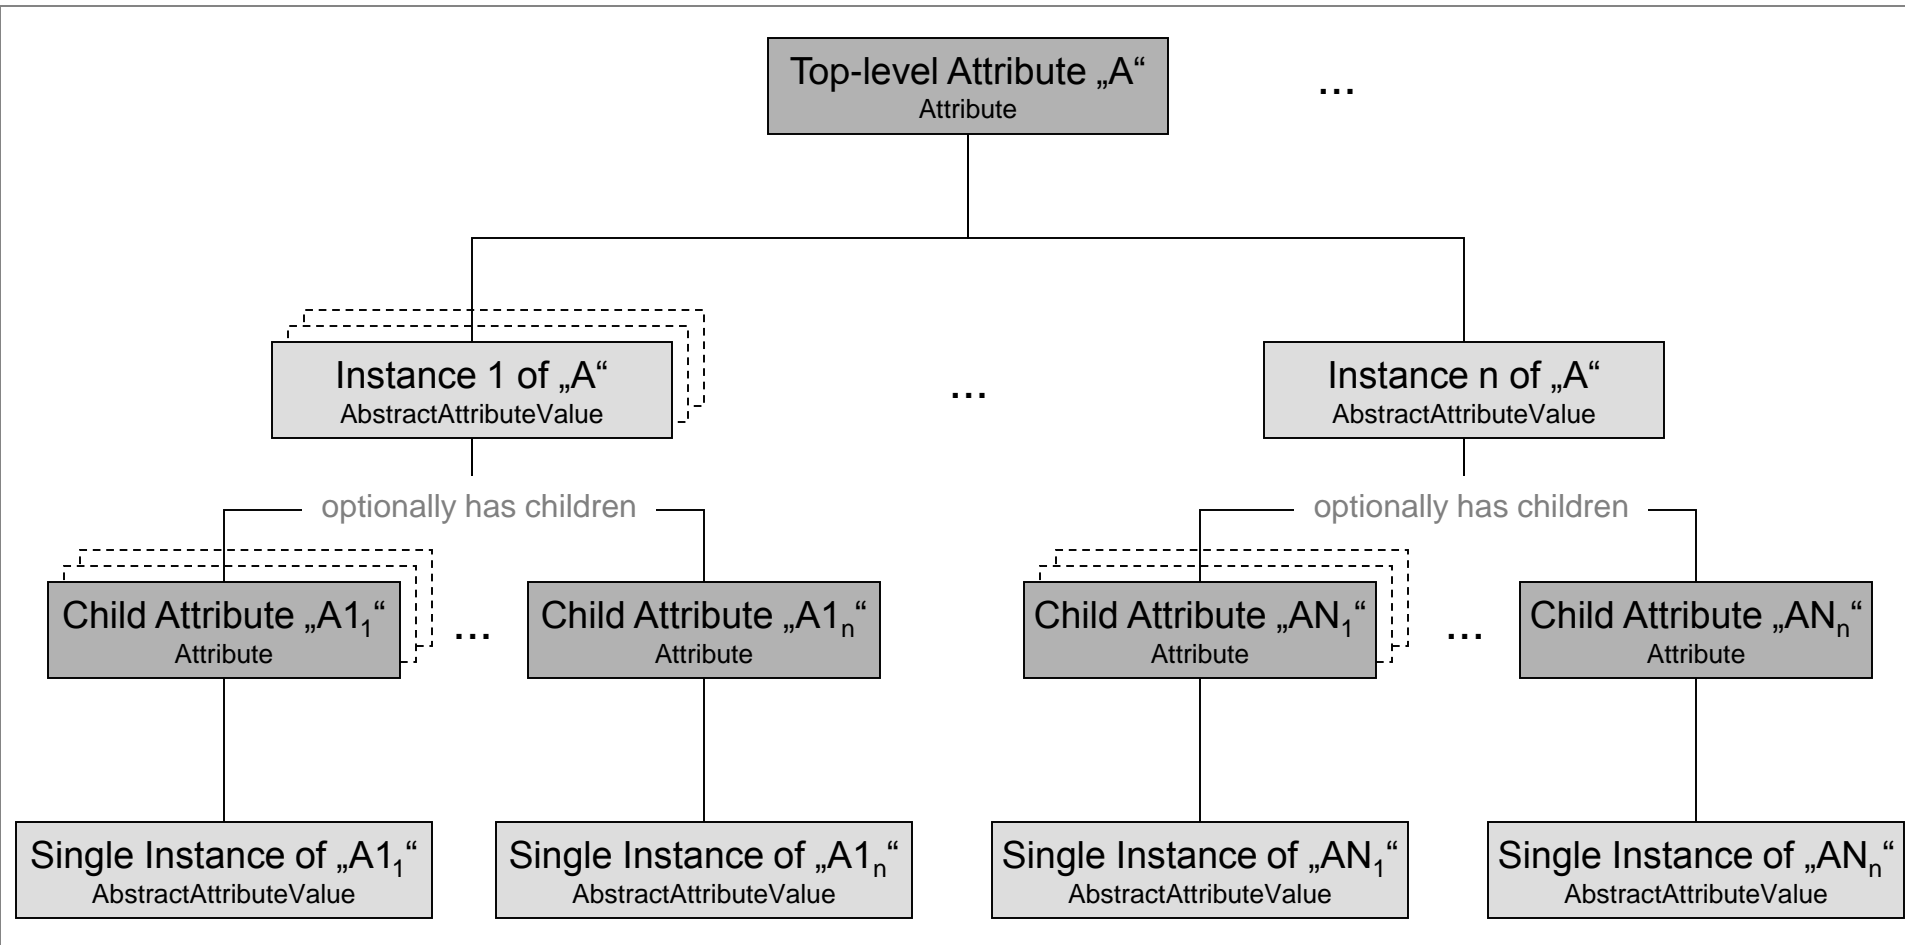 Top-level Attribute „A“
Attribute
...
Instance 1 of „A“
AbstractAttributeValue
...
Instance n of „A“
AbstractAttributeValue
optionally has children
optionally has children
Child Attribute „A1₁“
Attribute
...
Child Attribute „A1ₙ“
Attribute
Child Attribute „AN₁“
Attribute
...
Child Attribute „ANₙ“
Attribute
Single Instance of „A1₁“
AbstractAttributeValue
Single Instance of „A1ₙ“
AbstractAttributeValue
Single Instance of „AN₁“
AbstractAttributeValue
Single Instance of „ANₙ“
AbstractAttributeValue